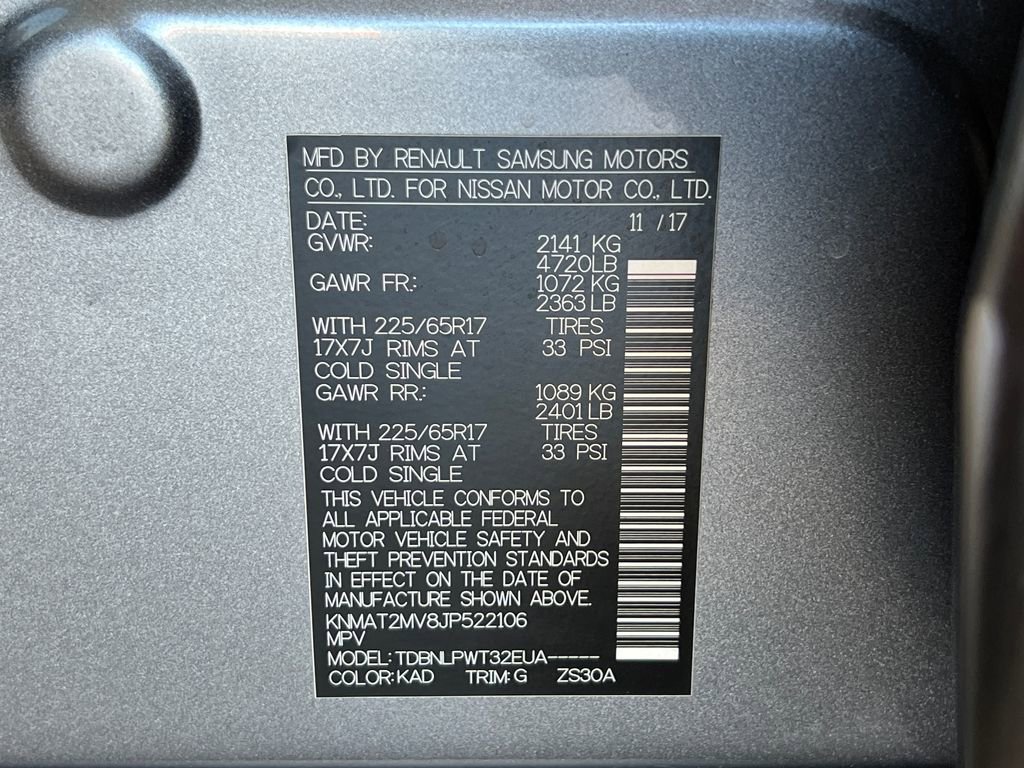 MFD BY RENAULT SAMSUNG MOTORS
CO., LTD. FOR NISSAN MOTOR CO., LTD.
DATE: 11 / 17
GVWR: 2141 KG
4720LB
GAWR FR.: 1072 KG
2363 LB
WITH 225/65R17 TIRES
17X7J RIMS AT 33 PSI
COLD SINGLE
GAWR RR.: 1089 KG
2401 LB
WITH 225/65R17 TIRES
17X7J RIMS AT 33 PSI
COLD SINGLE
THIS VEHICLE CONFORMS TO
ALL APPLICABLE FEDERAL
MOTOR VEHICLE SAFETY AND
THEFT PREVENTION STANDARDS
IN EFFECT ON THE DATE OF
MANUFACTURE SHOWN ABOVE.
KNMAT2MV8JP522106
MPV
MODEL: TDBNLPWT32EUA-----
COLOR: KAD TRIM: G ZS30A